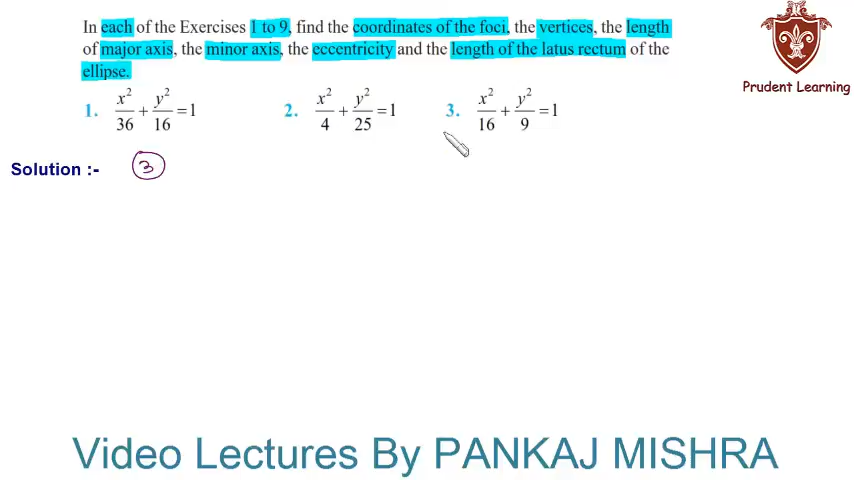 In each of the Exercises 1 to 9, find the coordinates of the foci, the vertices, the length
of major axis, the minor axis, the eccentricity and the length of the latus rectum of the
ellipse.
1. x²/36 + y²/16 = 1 2. x²/4 + y²/25 = 1 3. x²/16 + y²/9 = 1
Prudent Learning
Solution :- 3
Video Lectures By PANKAJ MISHRA